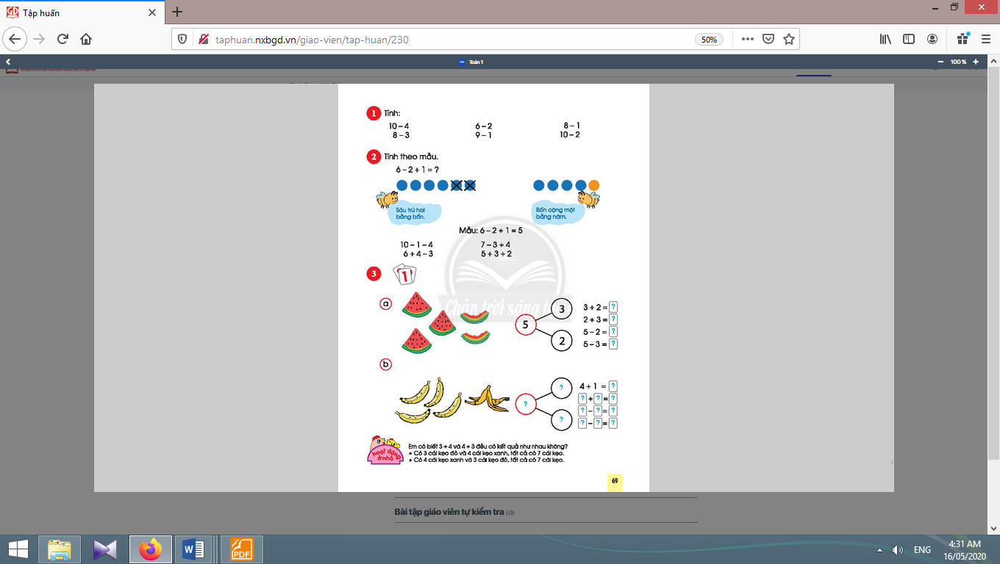 GD Tập huấn
taphuan.nxbgd.vn/giao-vien/tap-huan/230
50%
PDF Toán 1
100 %
1 Tính:
10 – 4 6 – 2 8 – 1
8 – 3 9 – 1 10 – 2
2 Tính theo mẫu.
6 – 2 + 1 = ?
Sáu trừ hai
bằng bốn.
Bốn cộng một
bằng năm.
Mẫu: 6 – 2 + 1 = 5
10 – 1 – 4 7 – 3 + 4
6 + 4 – 3 5 + 3 + 2
3 1
Chân trời sáng
a
5 3 2
3 + 2 = ?
2 + 3 = ?
5 – 2 = ?
5 – 3 = ?
b
? ? ?
4 + 1 = ?
? + ? = ?
? – ? = ?
? – ? = ?
hoạt động
ở nhà
Em có biết 3 + 4 và 4 + 3 đều có kết quả như nhau không?
• Có 3 cái kẹo đỏ và 4 cái kẹo xanh, tất cả có 7 cái kẹo.
• Có 4 cái kẹo xanh và 3 cái kẹo đỏ, tất cả có 7 cái kẹo.
69
Bài tập giáo viên tự kiểm tra ( 0)
W PDF
ENG
4:31 AM
16/05/2020